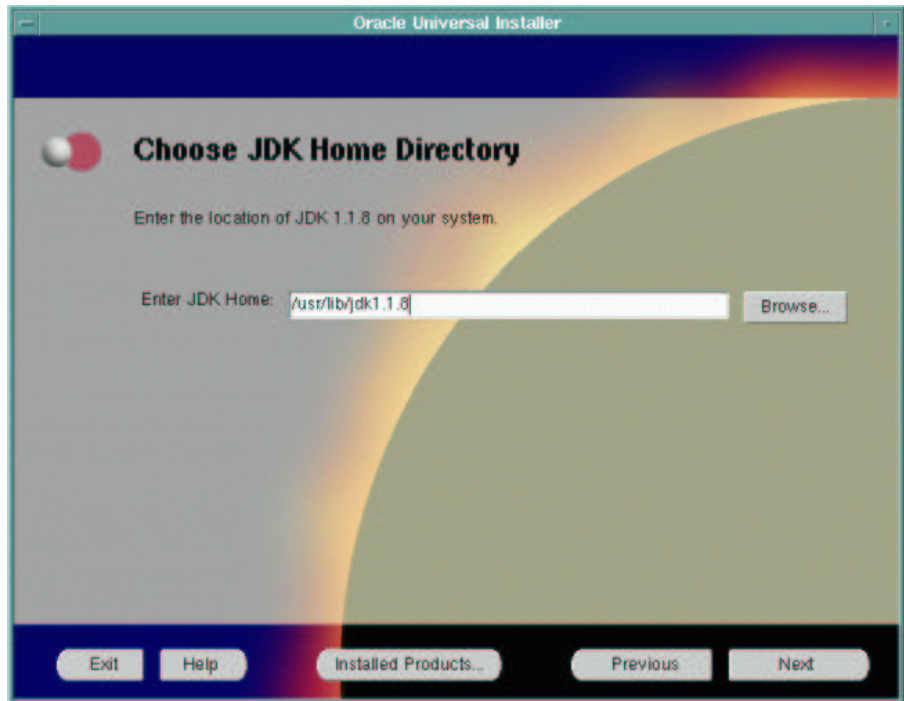 Oracle Universal Installer
Choose JDK Home Directory
Enter the location of JDK 1.1.8 on your system.
Enter JDK Home: /usr/lib/jdk1.1.8 Browse...
Exit Help Installed Products... Previous Next